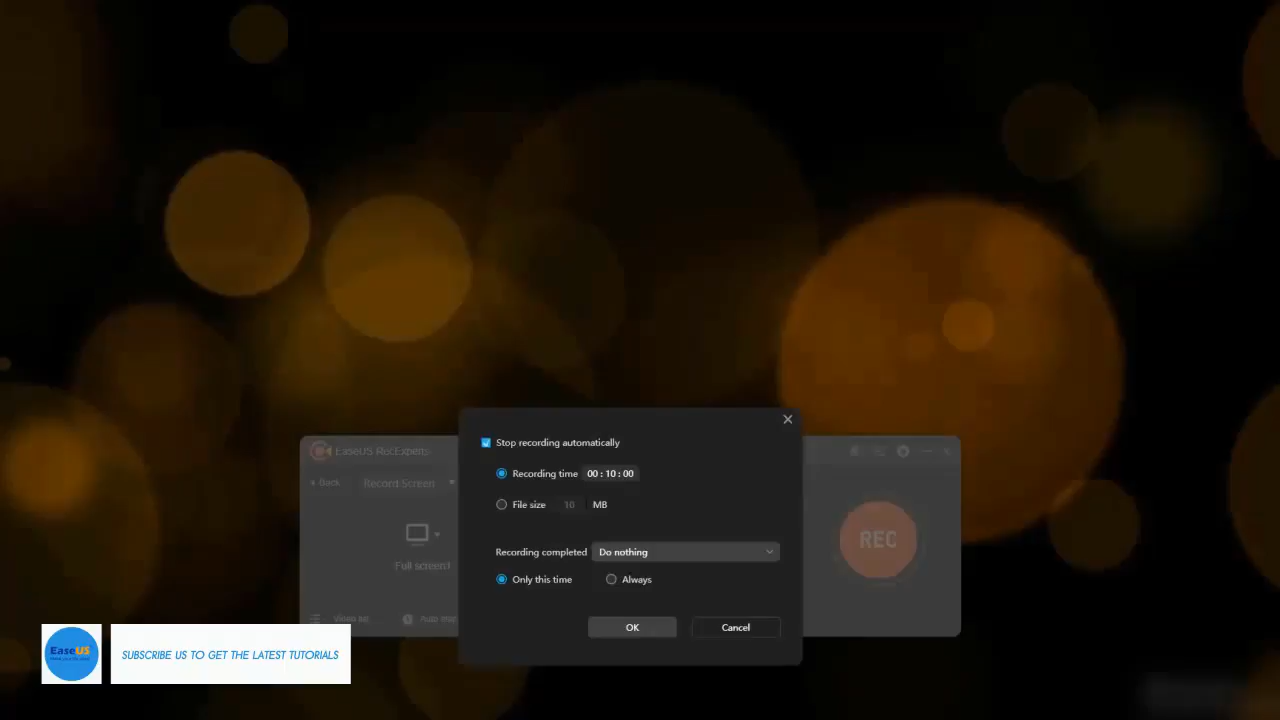 Stop recording automatically
EaseUS RecExperts
Recording time 00 : 10 : 00
< Back
Record Screen
File size 10 MB
REC
Recording completed Do nothing
Full screen1
Only this time
Always
OK
Cancel
EaseUS
SUBSCRIBE US TO GET THE LATEST TUTORIALS